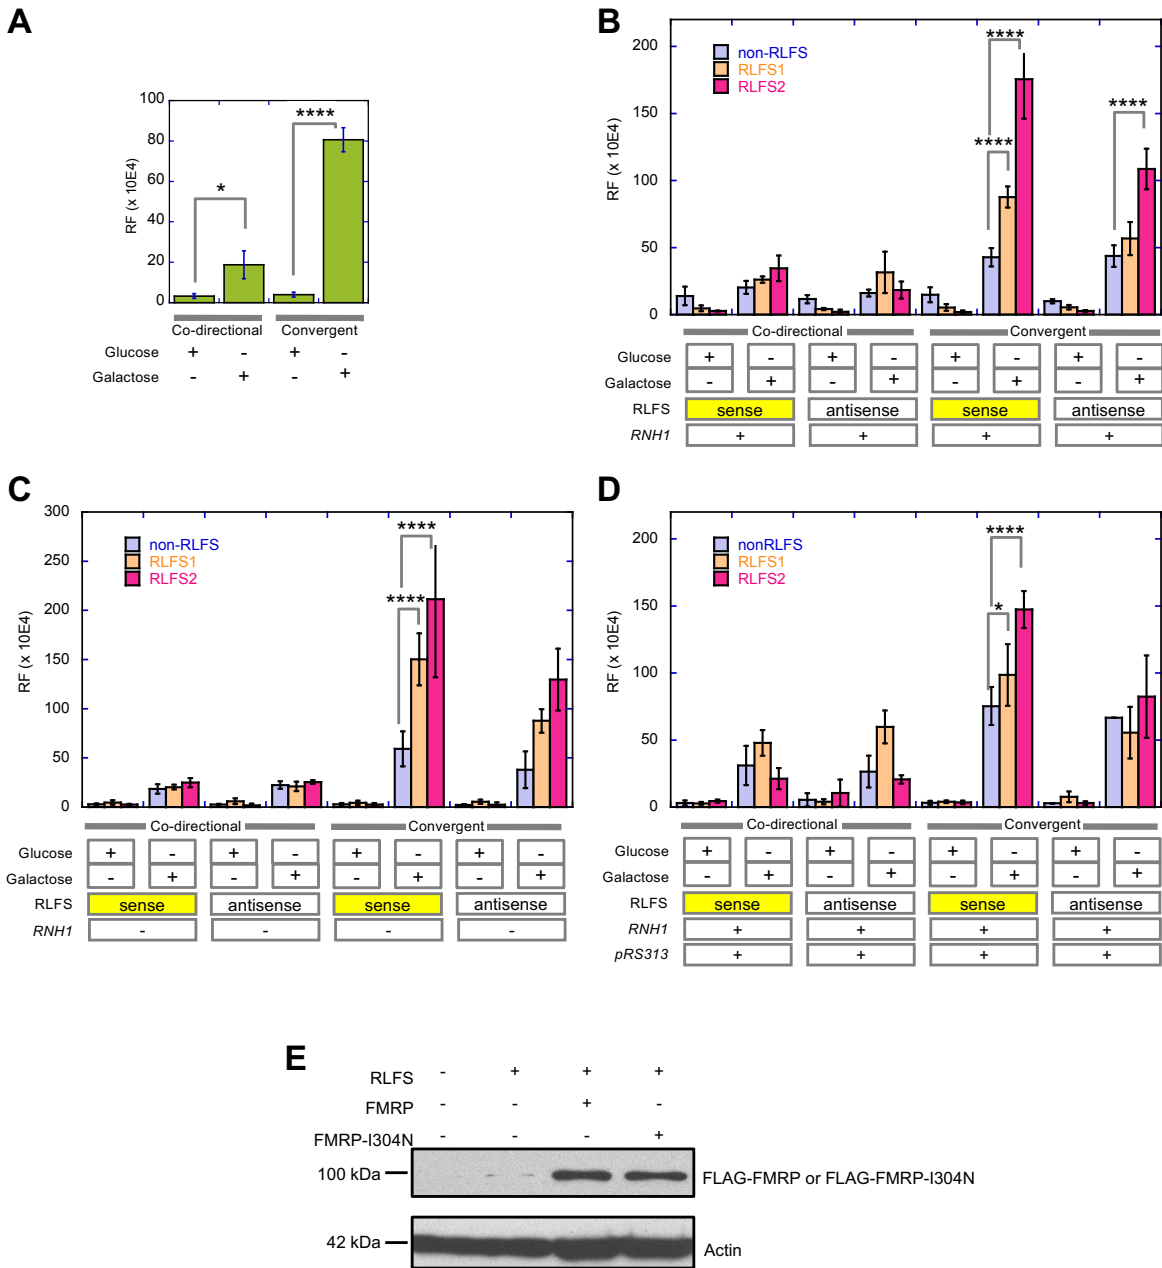 A
RF (x 10E4)
100
80
60
40
20
0
*
****
Co-directional Convergent
Glucose + - + -
Galactose - + - +
B
RF (x 10E4)
200
150
100
50
0
non-RLFS
RLFS1
RLFS2
****
****
****
Co-directional Convergent
Glucose + - + - + - + -
Galactose - + - + - + - +
RLFS sense antisense sense antisense
RNH1 + + + +
C
RF (x 10E4)
300
250
200
150
100
50
0
non-RLFS
RLFS1
RLFS2
****
****
Co-directional Convergent
Glucose + - + - + - + -
Galactose - + - + - + - +
RLFS sense antisense sense antisense
RNH1 - - - -
D
RF (x 10E4)
200
150
100
50
0
nonRLFS
RLFS1
RLFS2
****
*
Co-directional Convergent
Glucose + - + - + - + -
Galactose - + - + - + - +
RLFS sense antisense sense antisense
RNH1 + + + +
pRS313 + + + +
E
RLFS - + + +
FMRP - - + -
FMRP-I304N - - - +
100 kDa FLAG-FMRP or FLAG-FMRP-I304N
42 kDa Actin